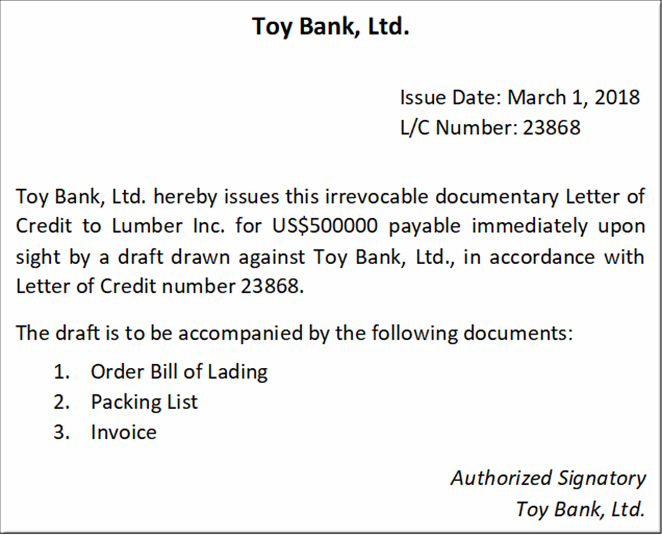 Toy Bank, Ltd.
Issue Date: March 1, 2018
L/C Number: 23868
Toy Bank, Ltd. hereby issues this irrevocable documentary Letter of
Credit to Lumber Inc. for US$500000 payable immediately upon
sight by a draft drawn against Toy Bank, Ltd., in accordance with
Letter of Credit number 23868.
The draft is to be accompanied by the following documents:
1. Order Bill of Lading
2. Packing List
3. Invoice
Authorized Signatory
Toy Bank, Ltd.